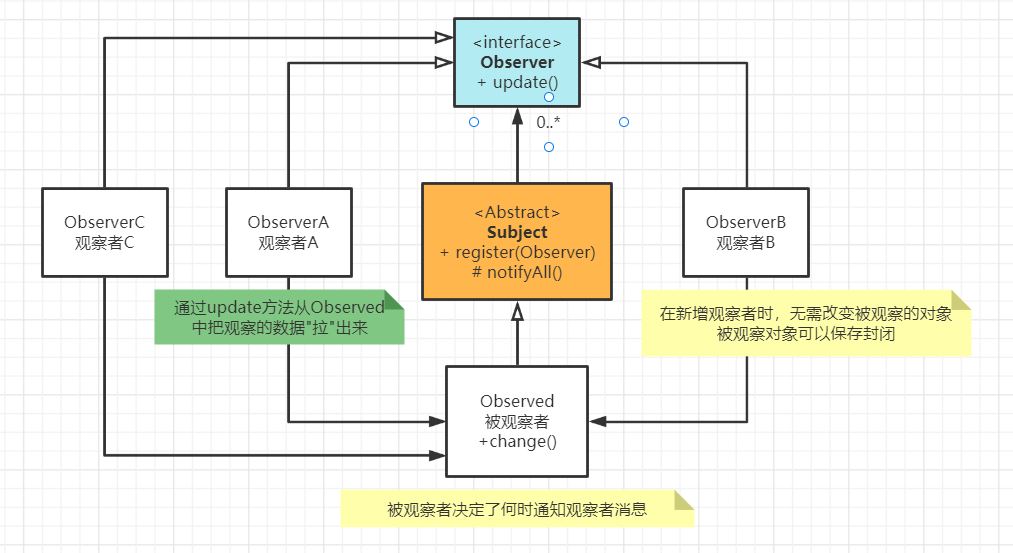 <interface>
Observer
+ update()
0..*
ObserverC
观察者C
ObserverA
观察者A
<Abstract>
Subject
+ register(Observer)
# notifyAll()
ObserverB
观察者B
通过update方法从Observed
中把观察的数据"拉"出来
在新增观察者时，无需改变被观察的对象
被观察对象可以保存封闭
Observed
被观察者
+change()
被观察者决定了何时通知观察者消息